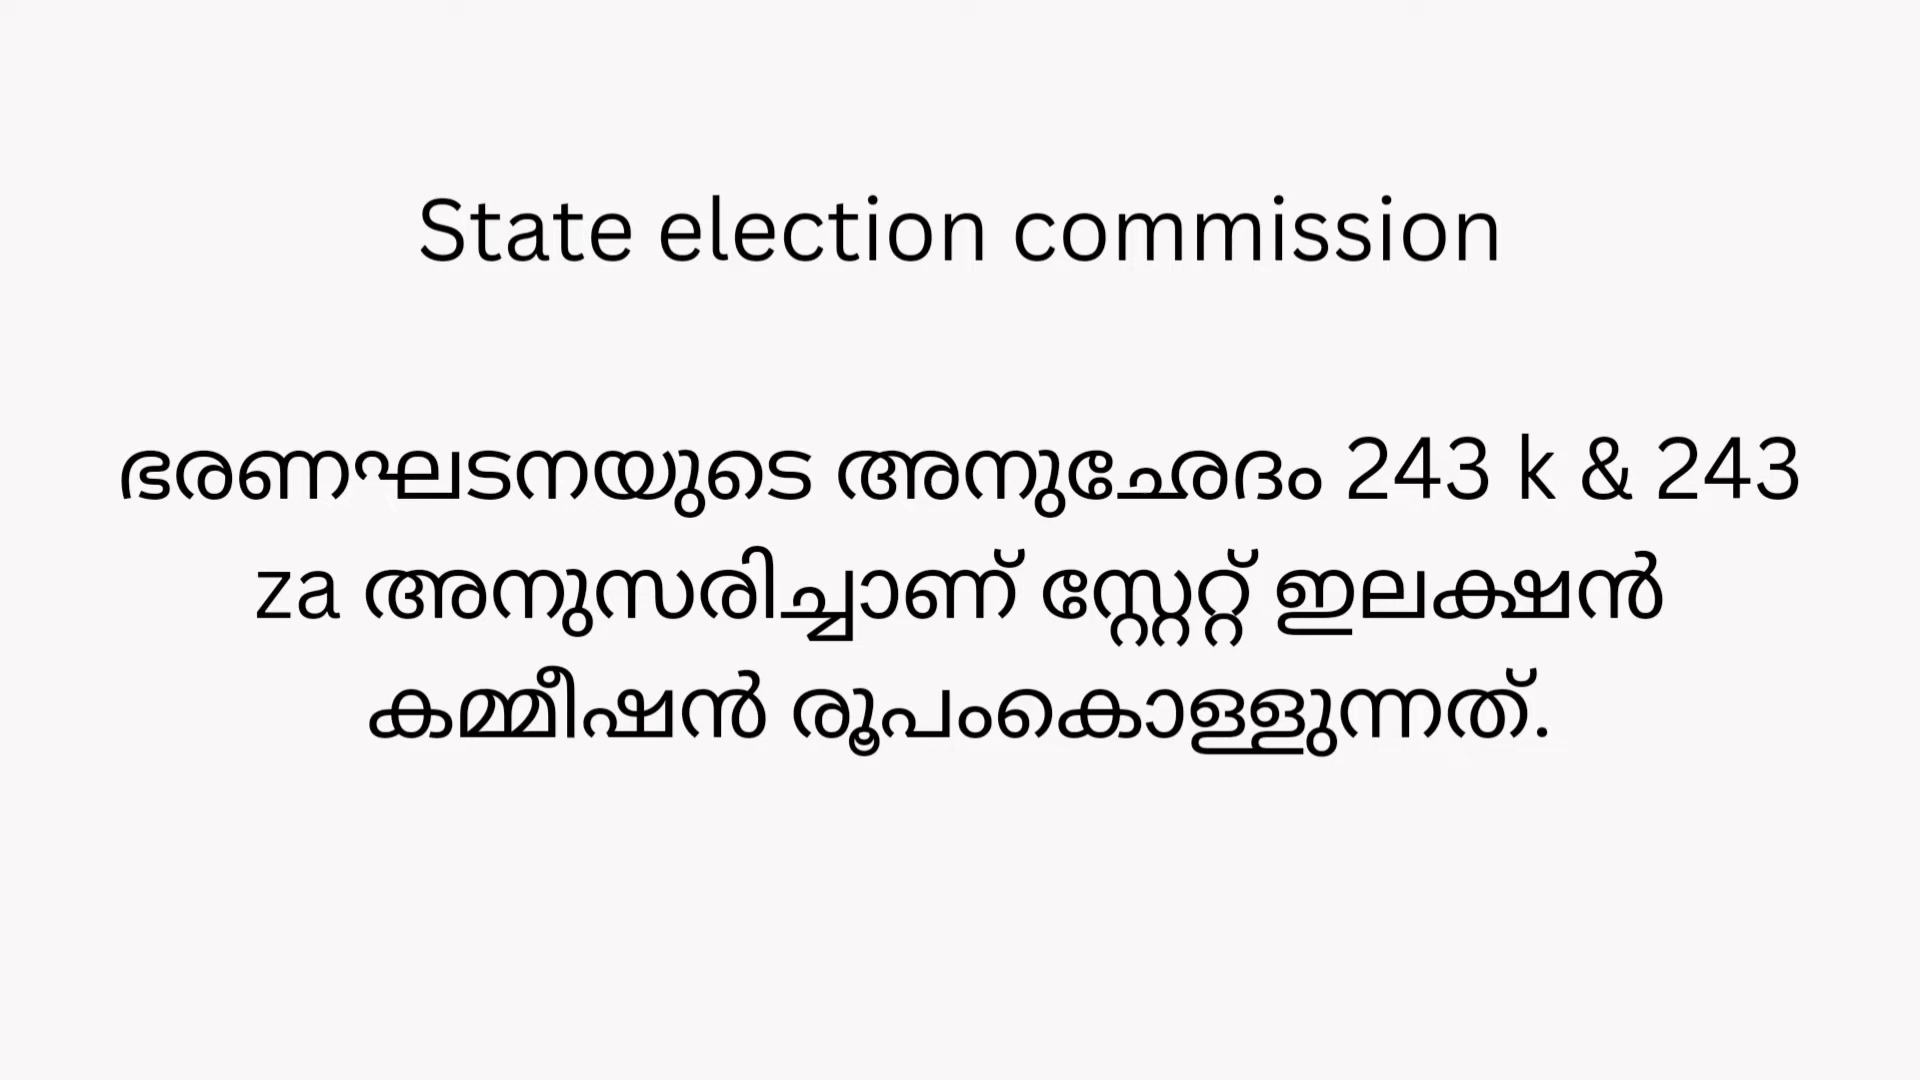 State election commission
ഭരണഘടനയുടെ അനുഛേദം 243 k & 243
za അനുസരിച്ചാണ് സ്റ്റേറ്റ് ഇലക്ഷൻ
കമ്മീഷൻ രൂപംകൊള്ളുന്നത്.